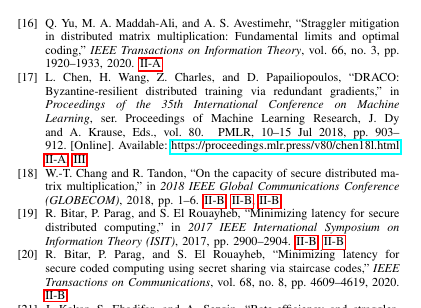 [16] Q. Yu, M. A. Maddah-Ali, and A. S. Avestimehr, “Straggler mitigation
in distributed matrix multiplication: Fundamental limits and optimal
coding,” IEEE Transactions on Information Theory, vol. 66, no. 3, pp.
1920–1933, 2020. II-A
[17] L. Chen, H. Wang, Z. Charles, and D. Papailiopoulos, “DRACO:
Byzantine-resilient distributed training via redundant gradients,” in
Proceedings of the 35th International Conference on Machine
Learning, ser. Proceedings of Machine Learning Research, J. Dy
and A. Krause, Eds., vol. 80. PMLR, 10–15 Jul 2018, pp. 903–
912. [Online]. Available: https://proceedings.mlr.press/v80/chen18l.html
II-A, III
[18] W.-T. Chang and R. Tandon, “On the capacity of secure distributed ma-
trix multiplication,” in 2018 IEEE Global Communications Conference
(GLOBECOM), 2018, pp. 1–6. II-B, II-B, II-B
[19] R. Bitar, P. Parag, and S. El Rouayheb, “Minimizing latency for secure
distributed computing,” in 2017 IEEE International Symposium on
Information Theory (ISIT), 2017, pp. 2900–2904. II-B, II-B
[20] R. Bitar, P. Parag, and S. El Rouayheb, “Minimizing latency for
secure coded computing using secret sharing via staircase codes,” IEEE
Transactions on Communications, vol. 68, no. 8, pp. 4609–4619, 2020.
II-B